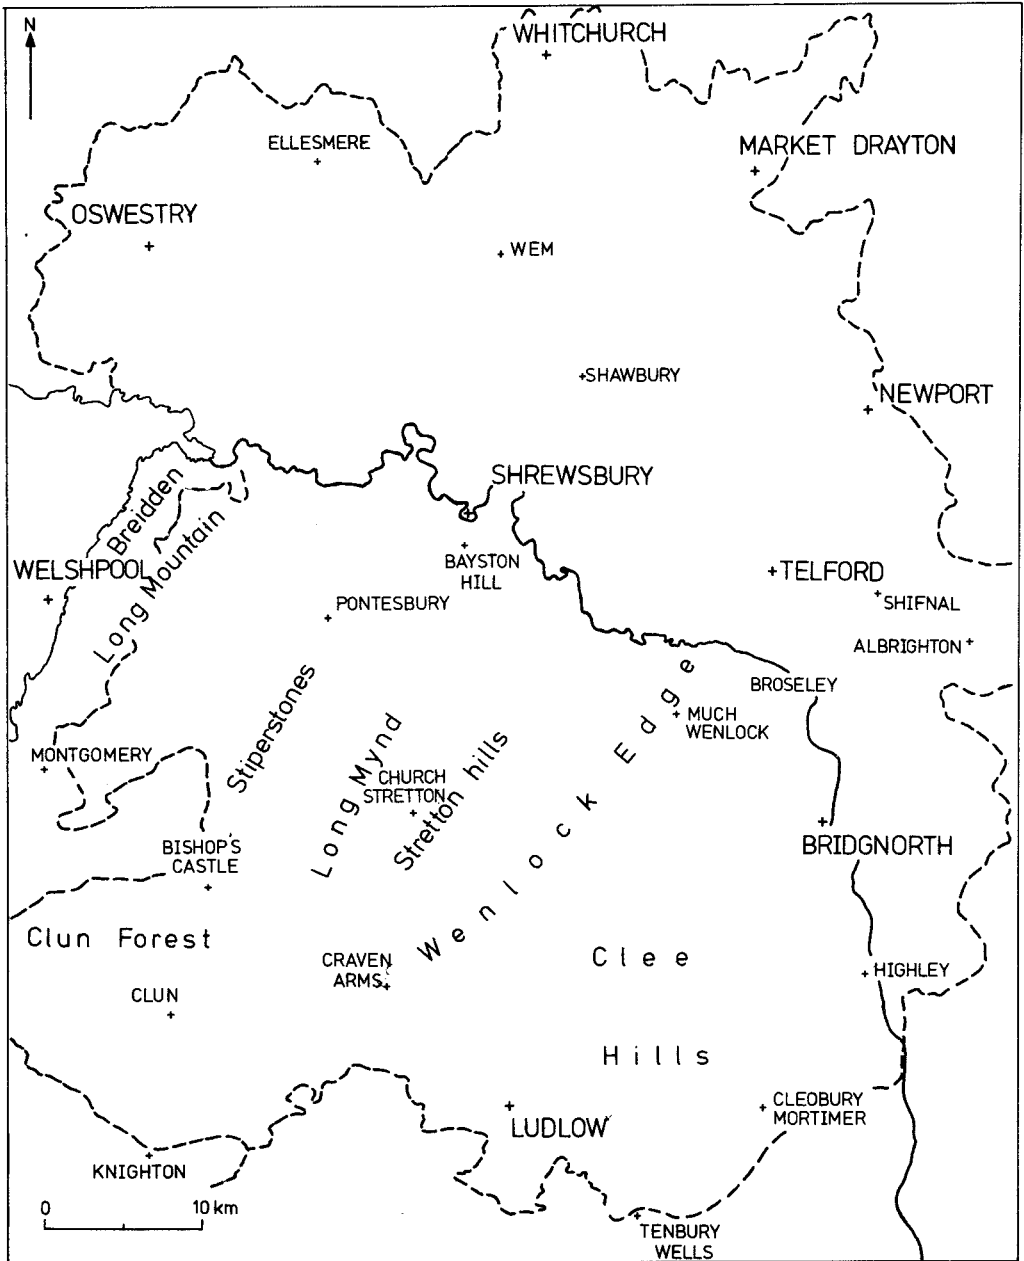 N
WHITCHURCH
ELLESMERE
MARKET DRAYTON
OSWESTRY
WEM
SHAWBURY
NEWPORT
SHREWSBURY
Breidden
BAYSTON
HILL
WELSHPOOL
Long Mountain
TELFORD
SHIFNAL
PONTESBURY
ALBRIGHTON
BROSELEY
MUCH
WENLOCK
Stiperstones
MONTGOMERY
Long Mynd
CHURCH
STRETTON
Stretton hills
Wenlock Edge
BISHOP'S
CASTLE
BRIDGNORTH
Clun Forest
CRAVEN
ARMS
Clee
HIGHLEY
CLUN
Hills
CLEOBURY
MORTIMER
LUDLOW
KNIGHTON
0 10 km
TENBURY
WELLS